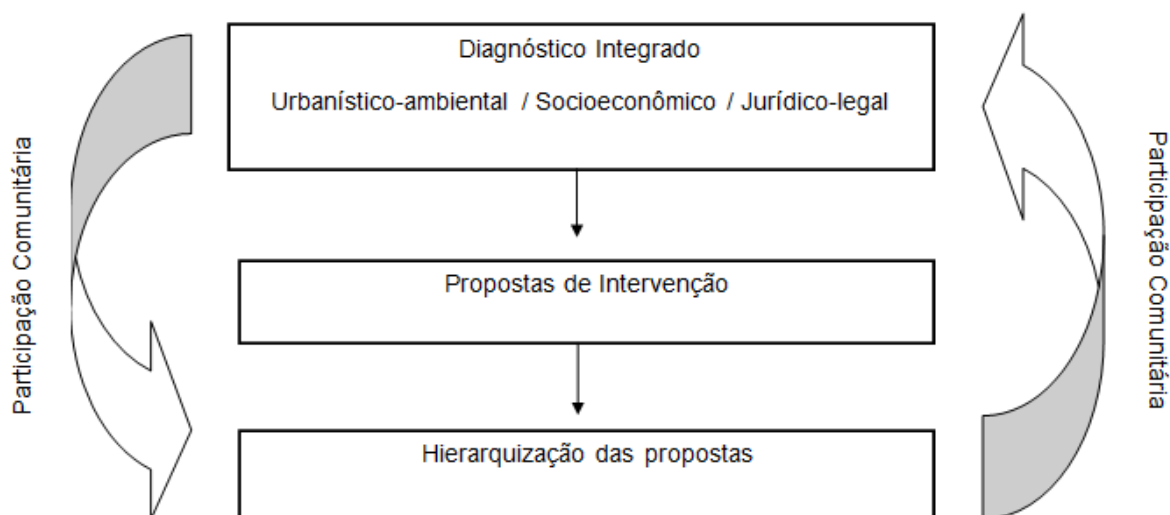 Diagnóstico Integrado
Urbanístico-ambiental / Socioeconômico / Jurídico-legal
Participação Comunitária
Participação Comunitária
Propostas de Intervenção
Hierarquização das propostas